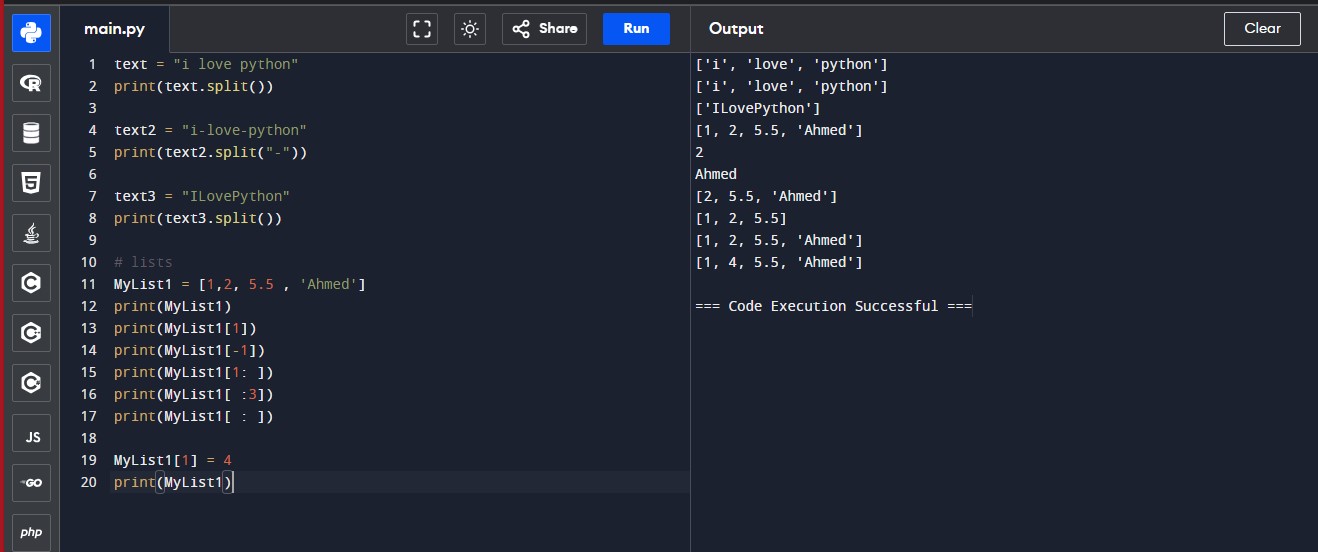 main.py
Share
Run
Output
Clear
1 text = "i love python"
2 print(text.split())
3
4 text2 = "i-love-python"
5 print(text2.split("-"))
6
7 text3 = "ILovePython"
8 print(text3.split())
9
10 # lists
11 MyList1 = [1,2, 5.5 , 'Ahmed']
12 print(MyList1)
13 print(MyList1[1])
14 print(MyList1[-1])
15 print(MyList1[1: ])
16 print(MyList1[ :3])
17 print(MyList1[ : ])
18
19 MyList1[1] = 4
20 print(MyList1)
['i', 'love', 'python']
['i', 'love', 'python']
['ILovePython']
[1, 2, 5.5, 'Ahmed']
2
Ahmed
[2, 5.5, 'Ahmed']
[1, 2, 5.5]
[1, 2, 5.5, 'Ahmed']
[1, 4, 5.5, 'Ahmed']
=== Code Execution Successful ===
R
5
C
C
C
JS
GO
php